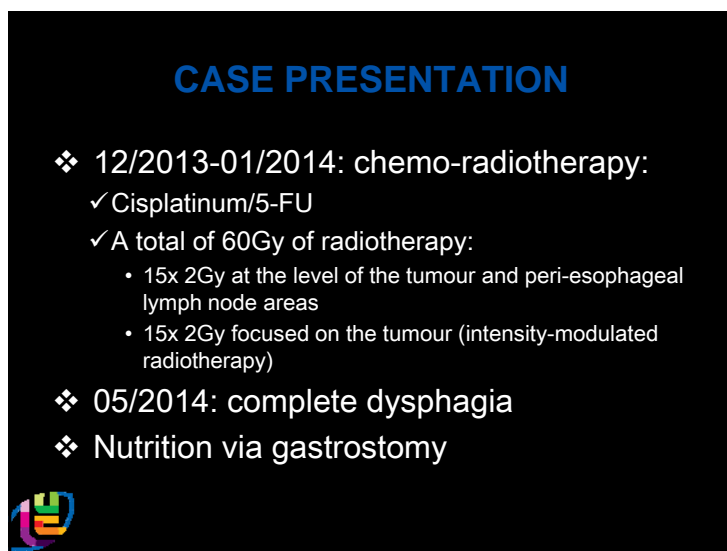 CASE PRESENTATION
❖ 12/2013-01/2014: chemo-radiotherapy:
✓Cisplatinum/5-FU
✓A total of 60Gy of radiotherapy:
• 15x 2Gy at the level of the tumour and peri-esophageal
lymph node areas
• 15x 2Gy focused on the tumour (intensity-modulated
radiotherapy)
❖ 05/2014: complete dysphagia
❖ Nutrition via gastrostomy